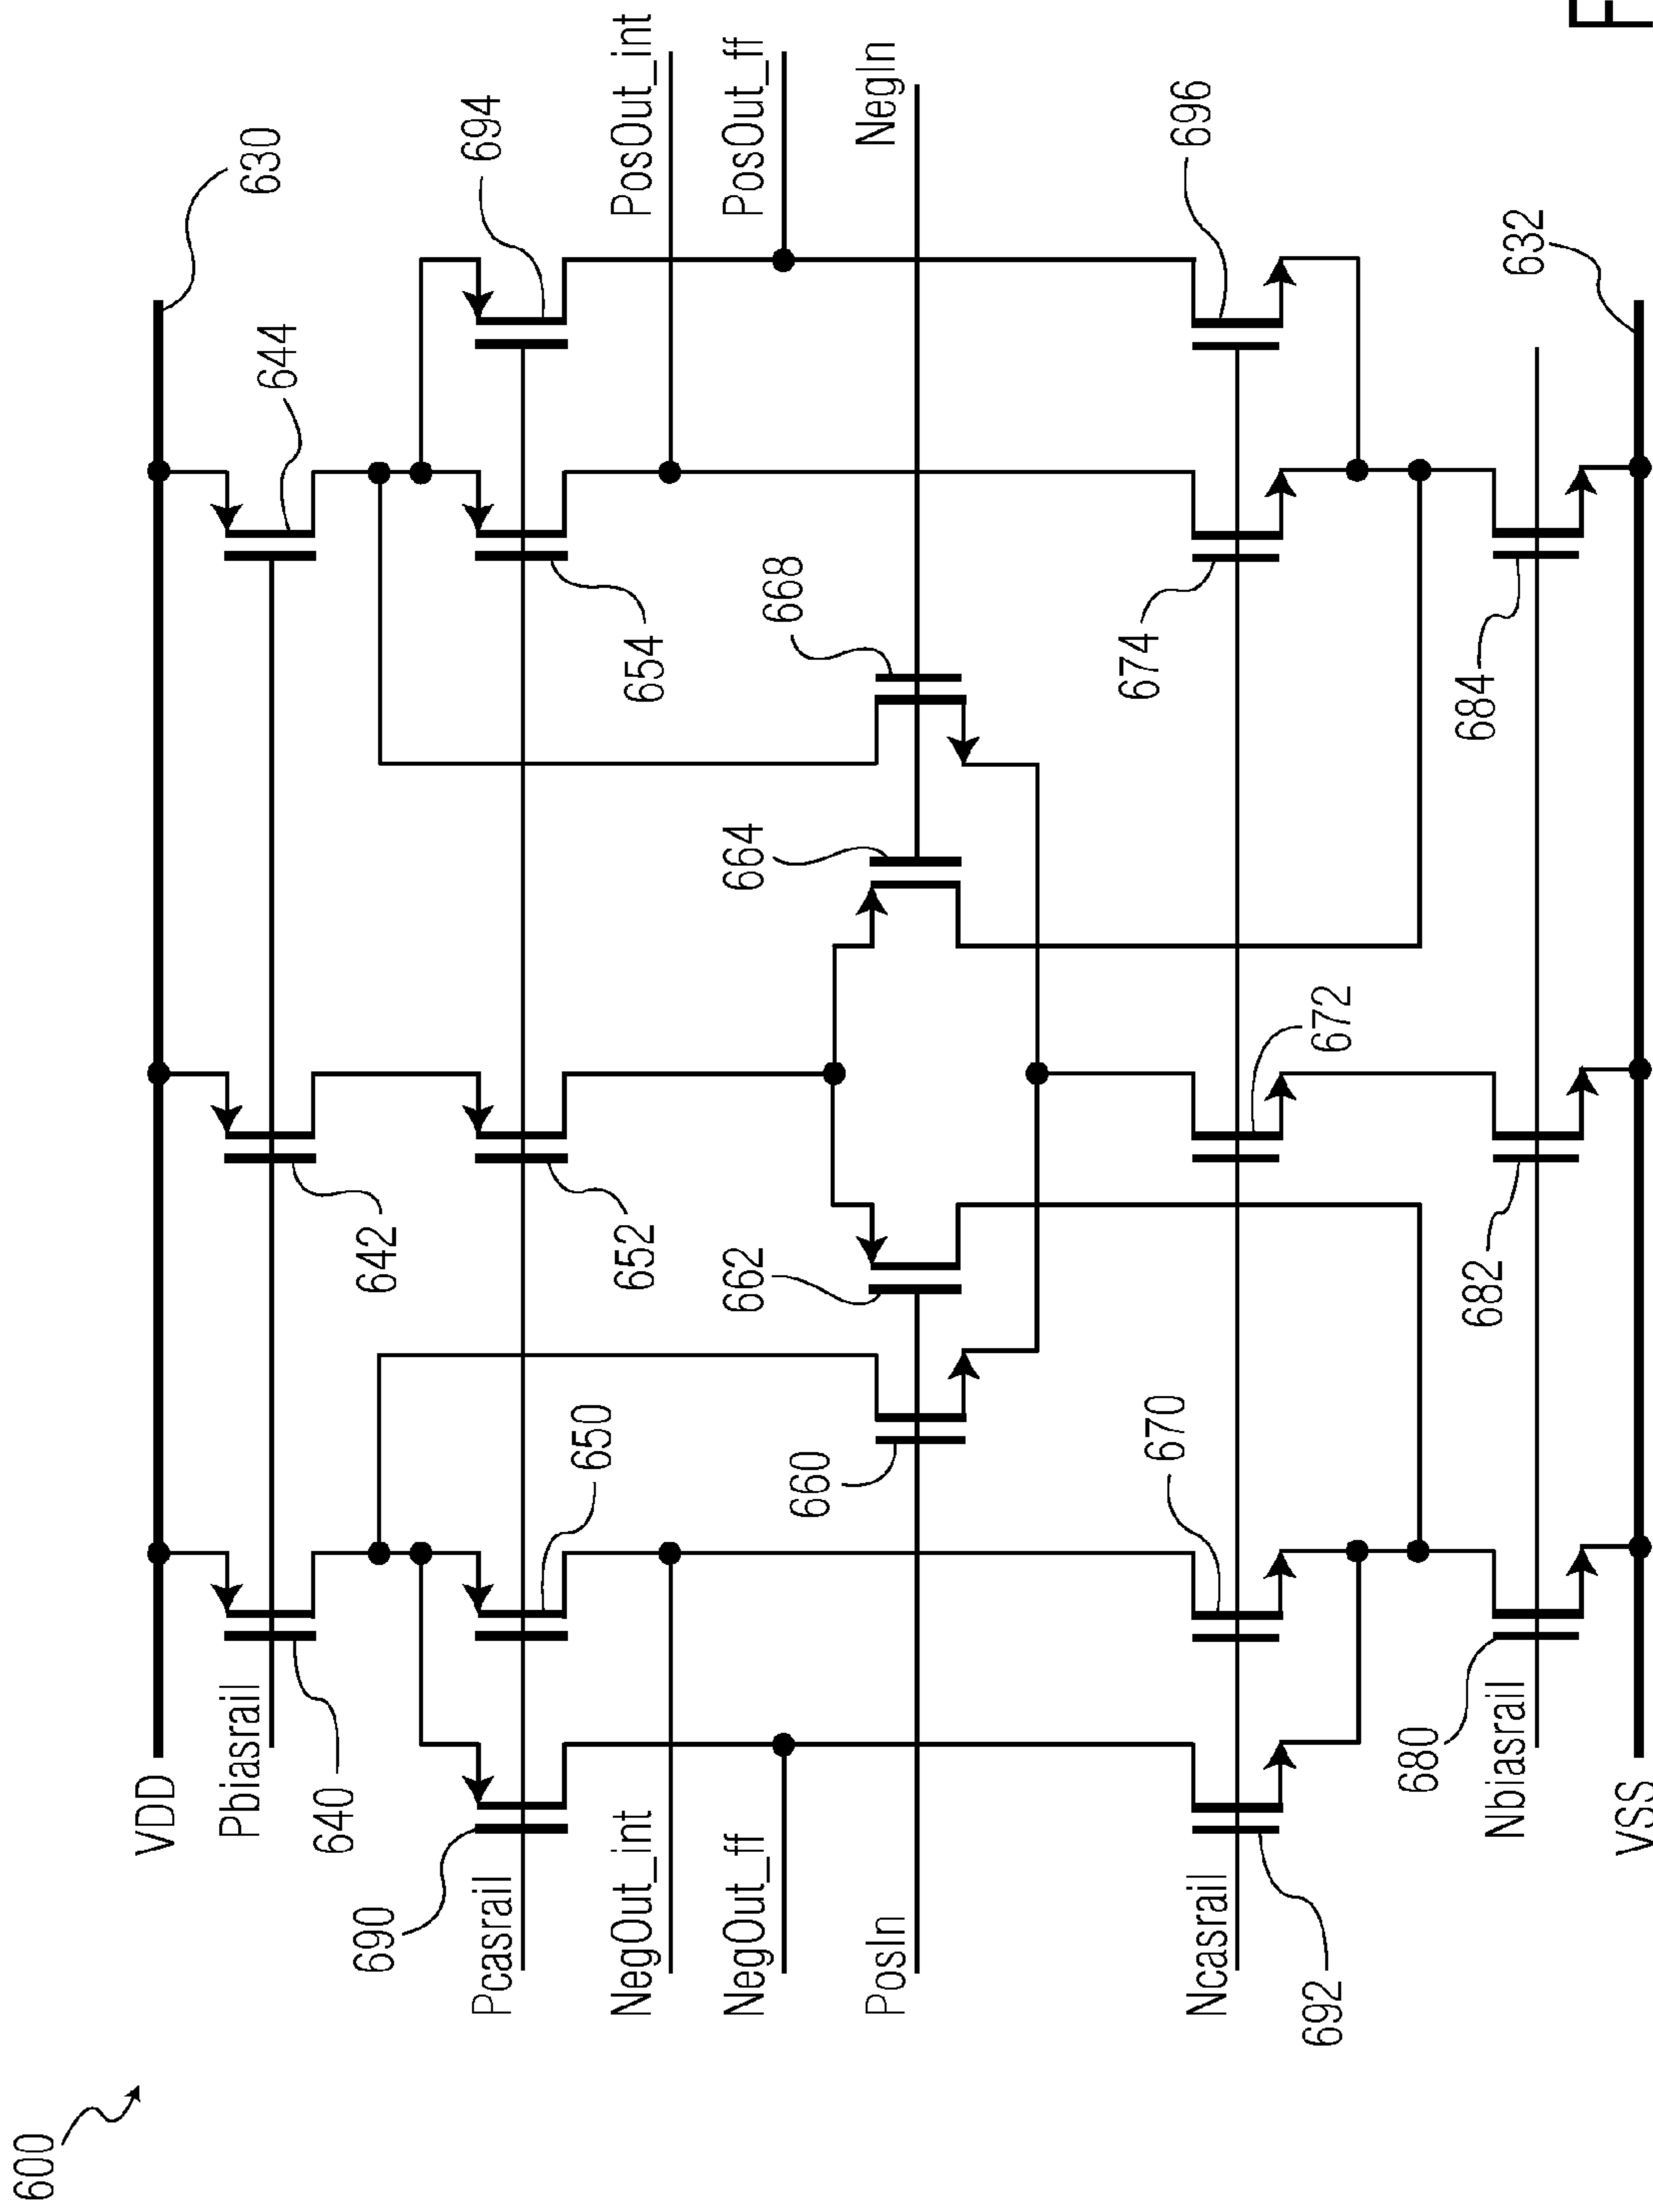 600
VDD
Pbiasrail
630
644
640
690
642
Pcasrail
694
650
NegOut_int
652
654
PosOut_int
NegOut_ff
662
664
PosOut_ff
668
660
PosIn
NegIn
674
670
696
Ncasrail
692
672
680
684
682
Nbiasrail
632
VSS
F